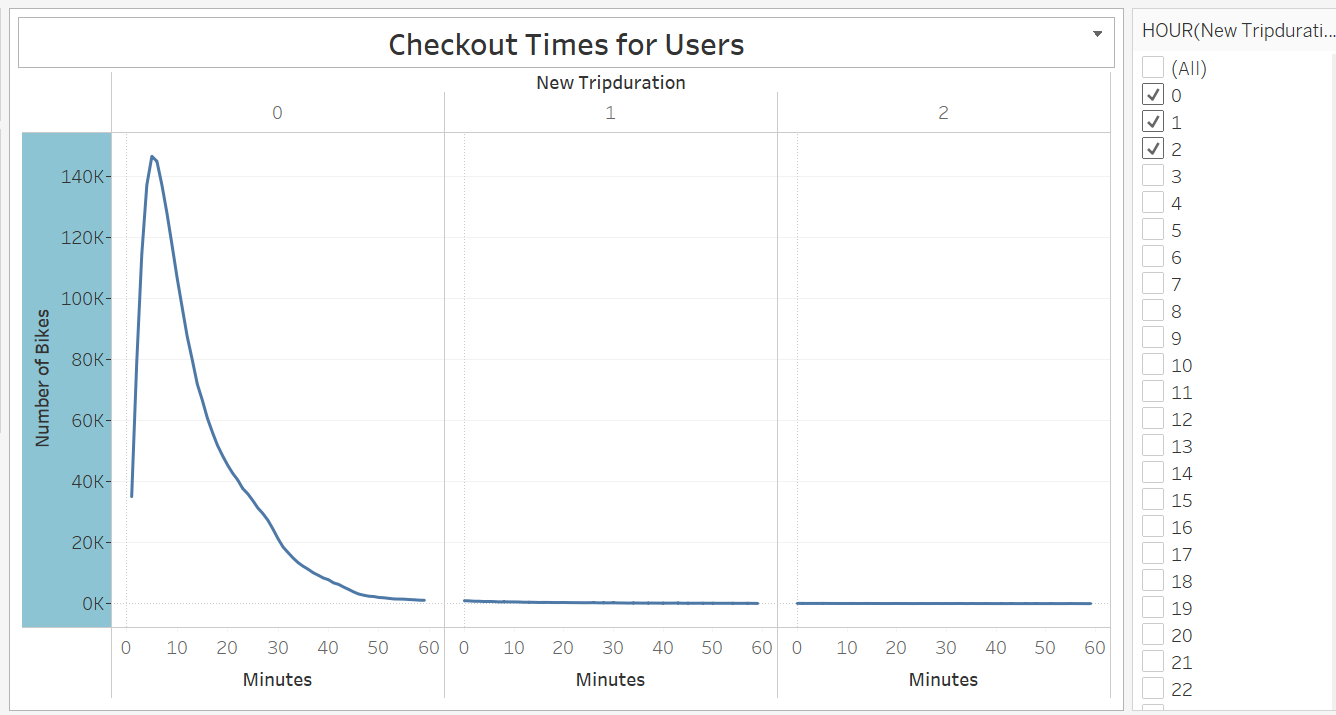 Checkout Times for Users
New Tripduration
0 1 2
140K
120K
100K
80K
60K
40K
20K
0K
Number of Bikes
0 10 20 30 40 50 60 0 10 20 30 40 50 60 0 10 20 30 40 50 60
Minutes Minutes Minutes
HOUR(New Tripdurati...
(All)
0
1
2
3
4
5
6
7
8
9
10
11
12
13
14
15
16
17
18
19
20
21
22